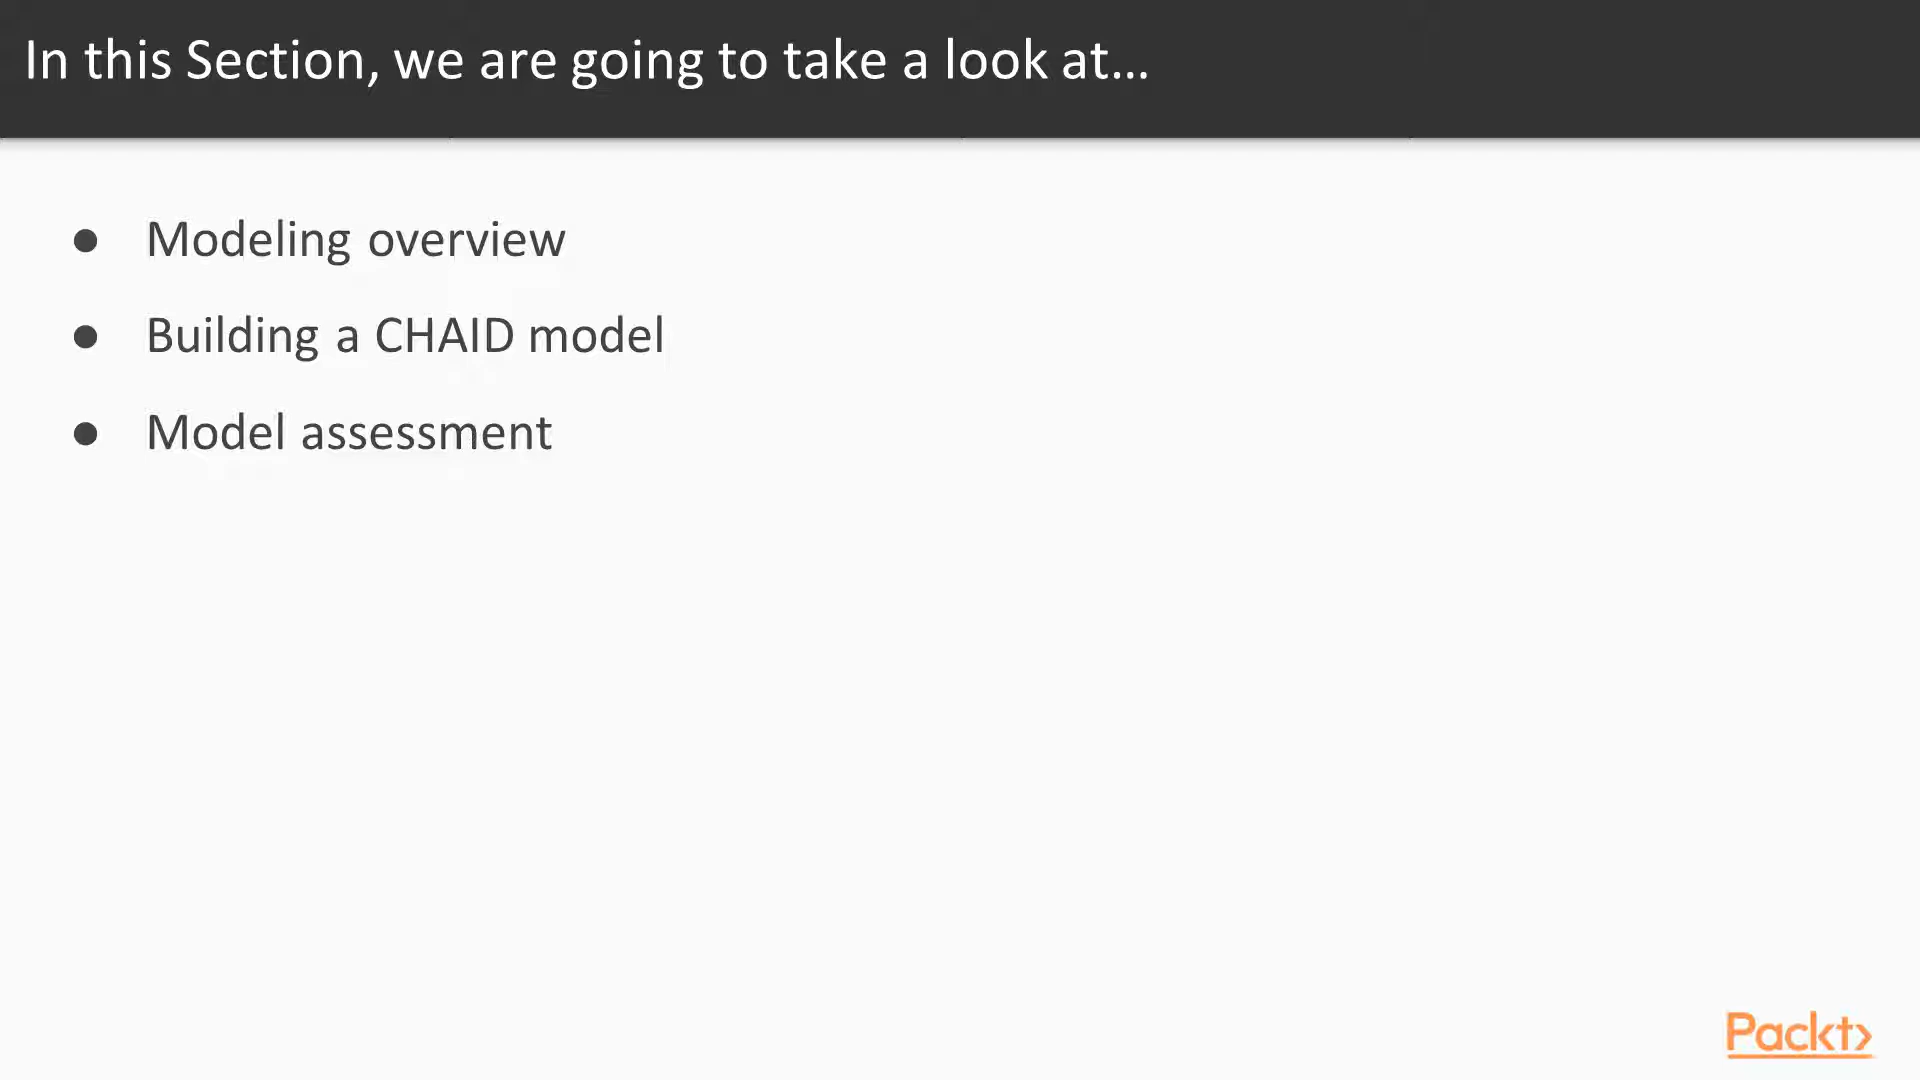 In this Section, we are going to take a look at...
● Modeling overview
● Building a CHAID model
● Model assessment
Packt>